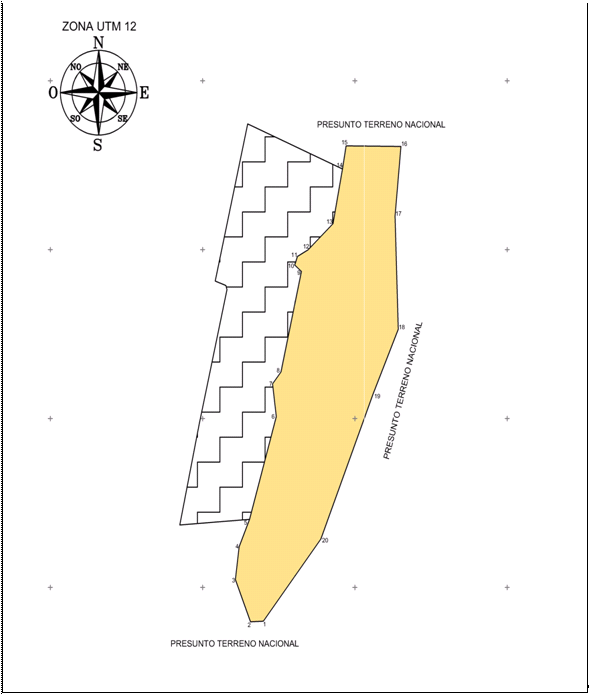 ZONA UTM 12
N
NO
NE
O
E
SO
SE
S
PRESUNTO TERRENO NACIONAL
15
16
14
17
13
12
11
10
9
18
PRESUNTO TERRENO NACIONAL
8
7
19
6
5
20
4
3
2
1
PRESUNTO TERRENO NACIONAL